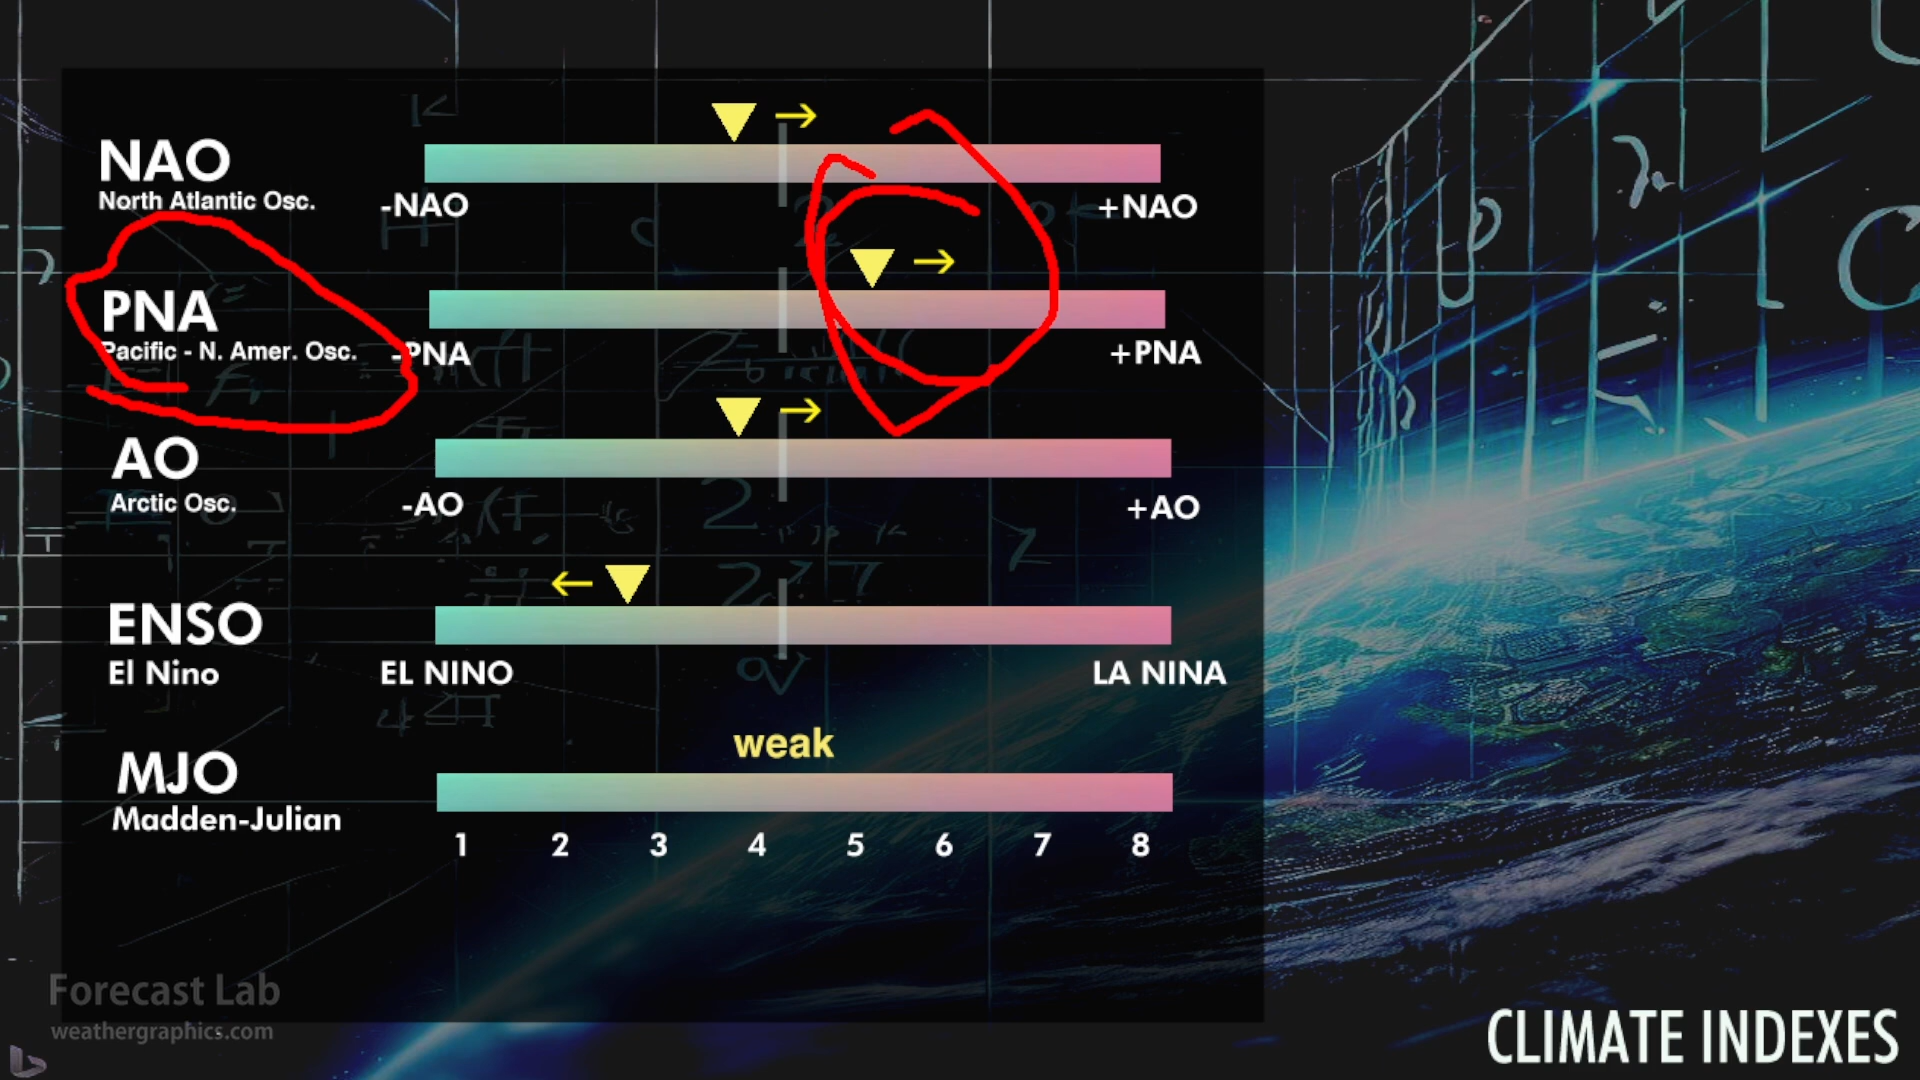 NAO
North Atlantic Osc.
-NAO
+NAO
PNA
Pacific - N. Amer. Osc.
-PNA
+PNA
AO
Arctic Osc.
-AO
+AO
ENSO
El Nino
EL NINO
LA NINA
weak
MJO
Madden-Julian
1 2 3 4 5 6 7 8
Forecast Lab
weathergraphics.com
CLIMATE INDEXES